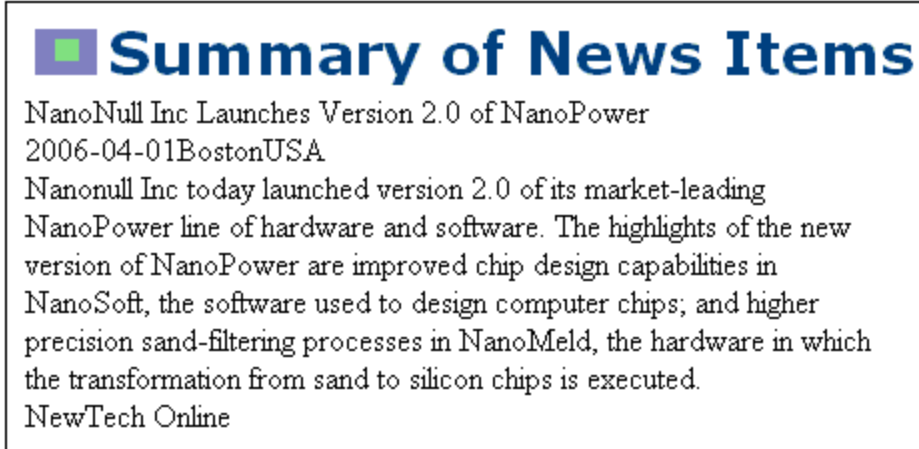 Summary of News Items
NanoNull Inc Launches Version 2.0 of NanoPower
2006-04-01BostonUSA
Nanonull Inc today launched version 2.0 of its market-leading
NanoPower line of hardware and software. The highlights of the new
version of NanoPower are improved chip design capabilities in
NanoSoft, the software used to design computer chips; and higher
precision sand-filtering processes in NanoMeld, the hardware in which
the transformation from sand to silicon chips is executed.
NewTech Online